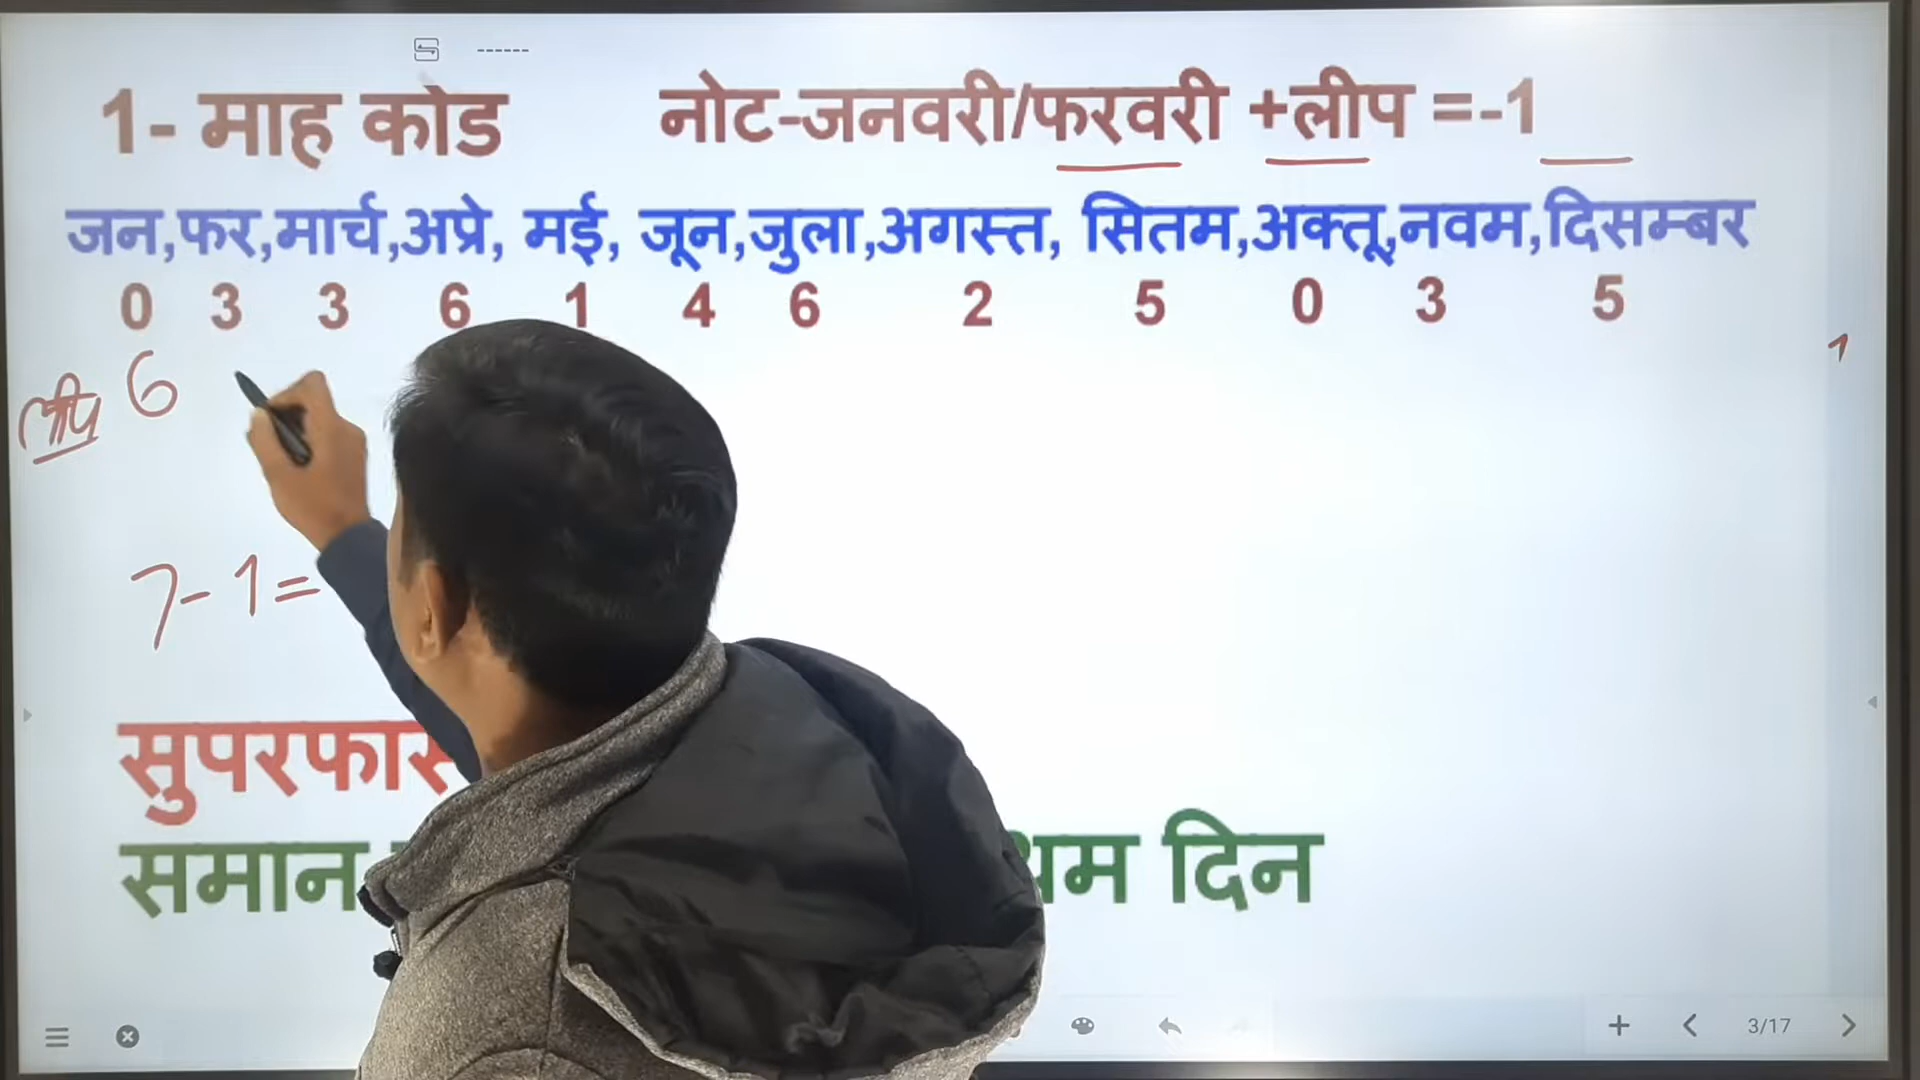 1- माह कोड नोट-जनवरी/फरवरी +लीप =-1
जन,फर,मार्च,अप्रे, मई, जून,जुला,अगस्त, सितम,अक्तू,नवम,दिसम्बर
0 3 3 6 1 4 6 2 5 0 3 5
लीप 6
7-1=
सुपरफास
समान थम दिन
3/17